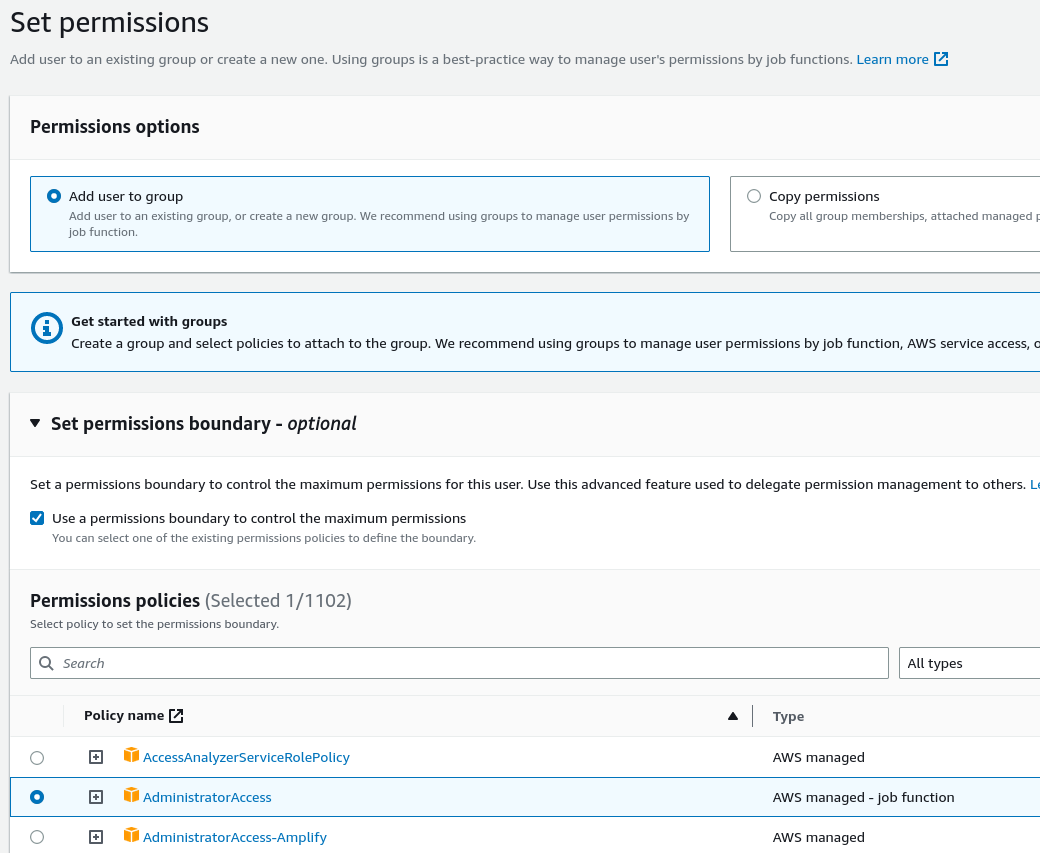 Set permissions
Add user to an existing group or create a new one. Using groups is a best-practice way to manage user's permissions by job functions. Learn more
Permissions options
Add user to group
Add user to an existing group, or create a new group. We recommend using groups to manage user permissions by
job function.
Copy permissions
Copy all group memberships, attached managed p
Get started with groups
Create a group and select policies to attach to the group. We recommend using groups to manage user permissions by job function, AWS service access, o
Set permissions boundary - optional
Set a permissions boundary to control the maximum permissions for this user. Use this advanced feature used to delegate permission management to others. Le
Use a permissions boundary to control the maximum permissions
You can select one of the existing permissions policies to define the boundary.
Permissions policies (Selected 1/1102)
Select policy to set the permissions boundary.
Search
All types
Policy name
Type
AccessAnalyzerServiceRolePolicy
AWS managed
AdministratorAccess
AWS managed - job function
AdministratorAccess-Amplify
AWS managed